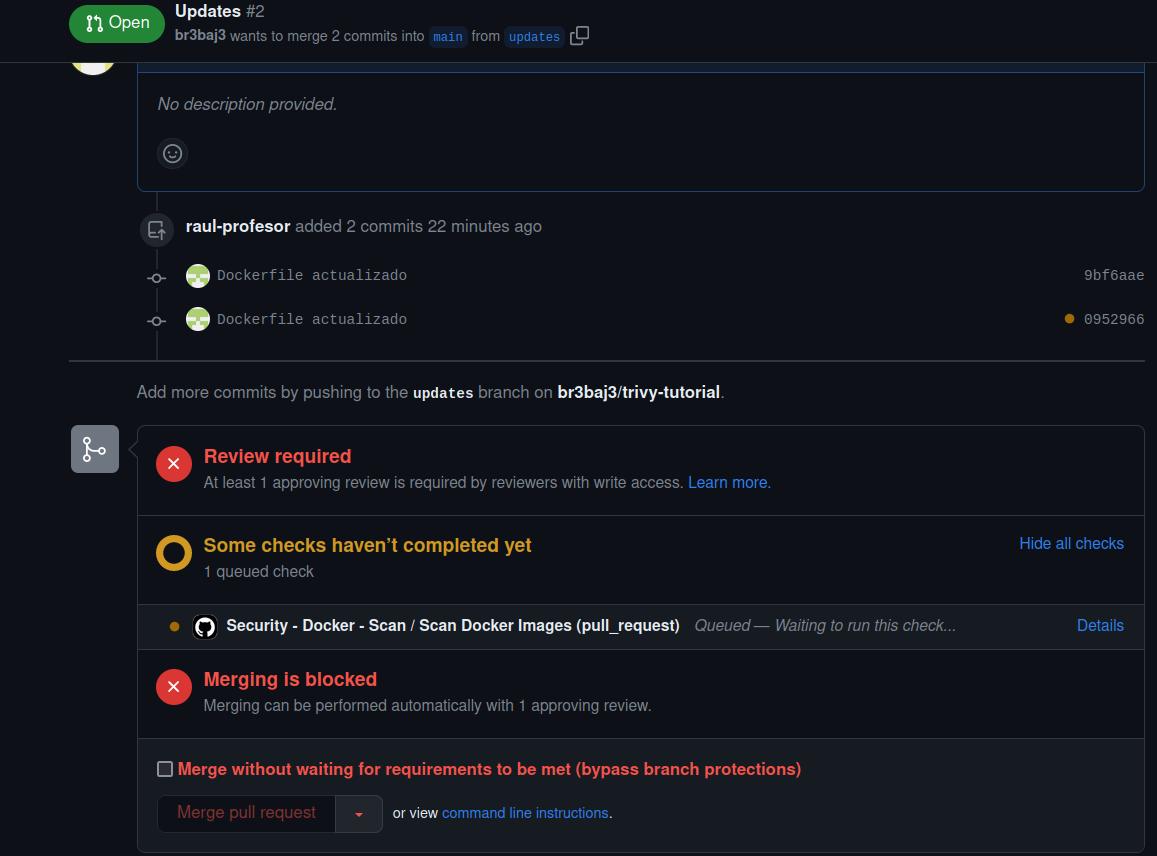 Open
Updates #2
br3baj3 wants to merge 2 commits into main from updates
No description provided.
raul-profesor added 2 commits 22 minutes ago
Dockerfile actualizado 9bf6aae
Dockerfile actualizado 0952966
Add more commits by pushing to the updates branch on br3baj3/trivy-tutorial.
Review required
At least 1 approving review is required by reviewers with write access. Learn more.
Some checks haven’t completed yet
Hide all checks
1 queued check
Security - Docker - Scan / Scan Docker Images (pull_request) Queued — Waiting to run this check... Details
Merging is blocked
Merging can be performed automatically with 1 approving review.
Merge without waiting for requirements to be met (bypass branch protections)
Merge pull request or view command line instructions.